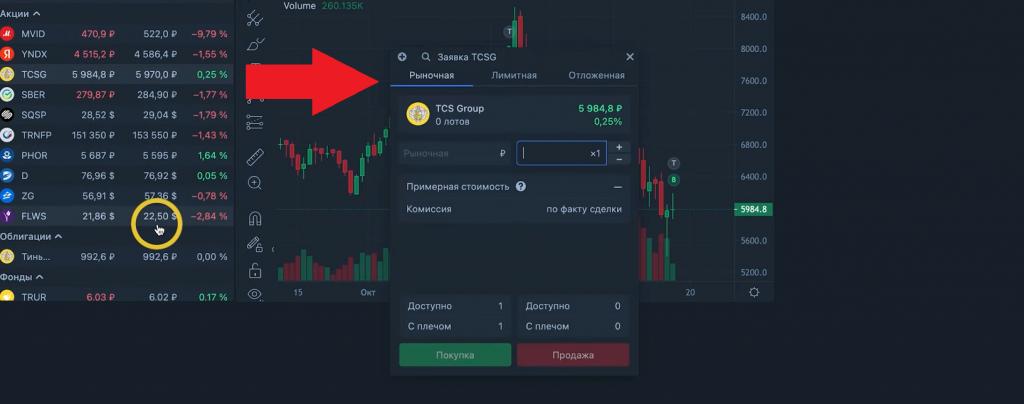 Акции
MVID 470,9 ₽ 522,0 ₽ −9,79 %
YNDX 4 515,2 ₽ 4 586,4 ₽ −1,55 %
TCSG 5 984,8 ₽ 5 970,0 ₽ 0,25 %
SBER 279,87 ₽ 284,90 ₽ −1,77 %
SQSP 28,52 $ 29,04 $ −1,79 %
TRNFP 151 350 ₽ 153 550 ₽ −1,43 %
PHOR 5 687 ₽ 5 595 ₽ 1,64 %
D 76,96 $ 76,92 $ 0,05 %
ZG 56,91 $ 57,36 $ −0,78 %
FLWS 21,86 $ 22,50 $ −2,84 %
Облигации
Тинь... 992,6 ₽ 992,6 ₽ 0,00 %
Фонды
TRUR 6.03 ₽ 6.02 ₽ 0.17 %
Volume 260.135K
T
Заявка TCSG
Рыночная Лимитная Отложенная
TCS Group 5 984,8 ₽
0 лотов 0,25%
Рыночная ₽ ×1 + −
Примерная стоимость ? —
Комиссия по факту сделки
Доступно 1 Доступно 0
С плечом 1 С плечом 0
Покупка Продажа
T
B
8400.0
8000.0
7600.0
7200.0
6800.0
6400.0
5984.8
5600.0
5200.0
15 Окт 20